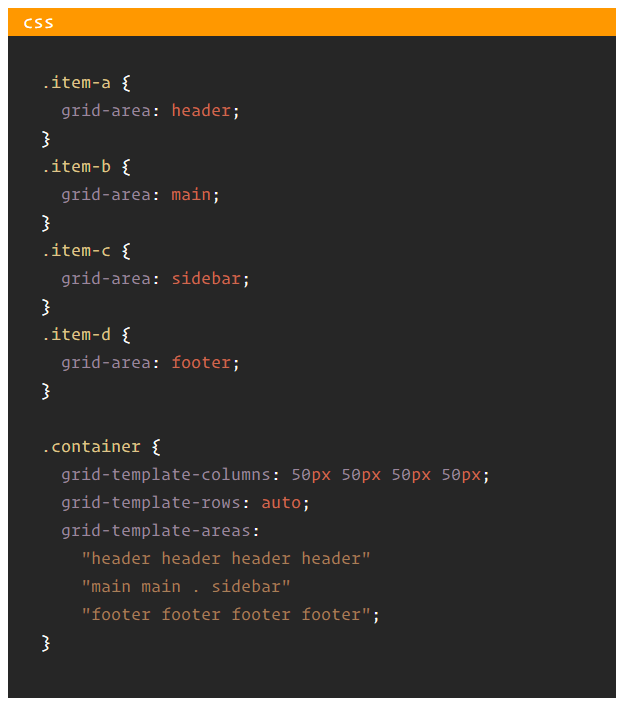 css
.item-a {
  grid-area: header;
}
.item-b {
  grid-area: main;
}
.item-c {
  grid-area: sidebar;
}
.item-d {
  grid-area: footer;
}
.container {
  grid-template-columns: 50px 50px 50px 50px;
  grid-template-rows: auto;
  grid-template-areas:
    "header header header header"
    "main main . sidebar"
    "footer footer footer footer";
}